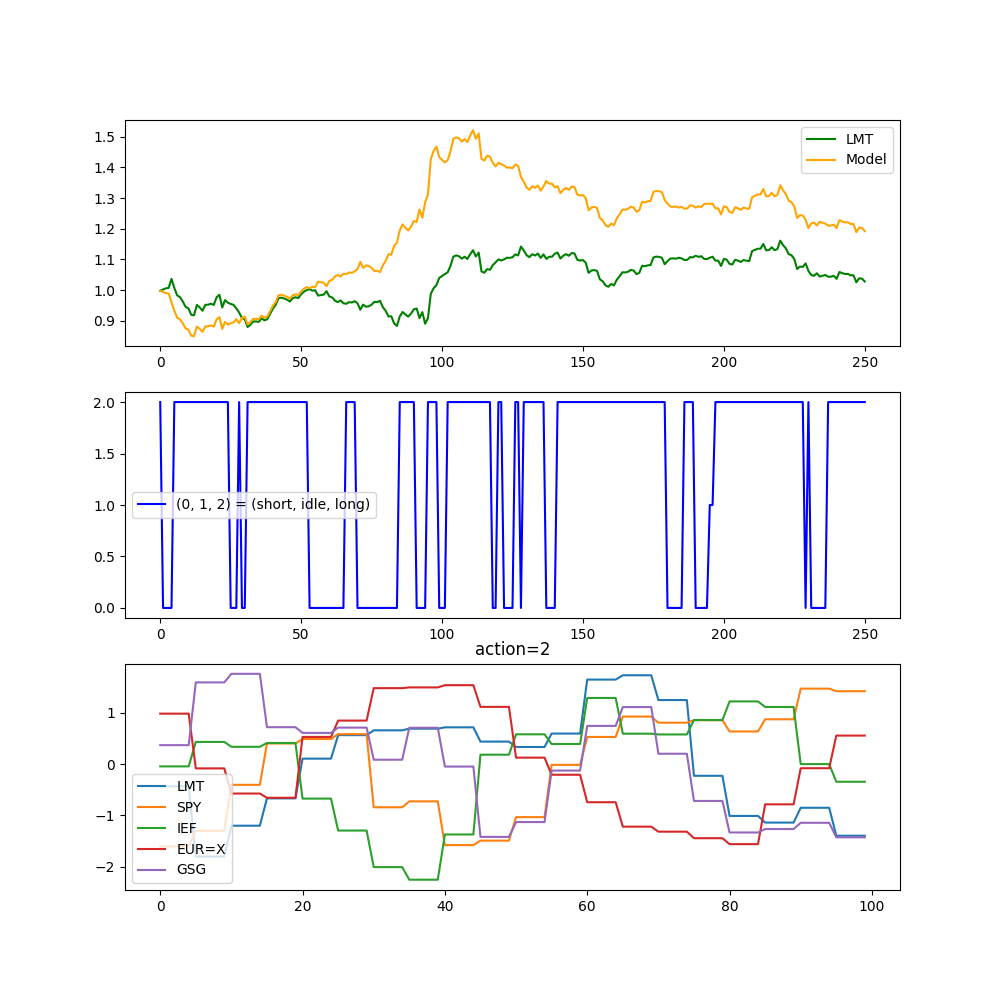 1.5
1.4
1.3
1.2
1.1
1.0
0.9
LMT
Model
0 50 100 150 200 250
2.0
1.5
1.0
0.5
0.0
(0, 1, 2) = (short, idle, long)
0 50 100 150 200 250
action=2
1
0
−1
−2
LMT
SPY
IEF
EUR=X
GSG
0 20 40 60 80 100